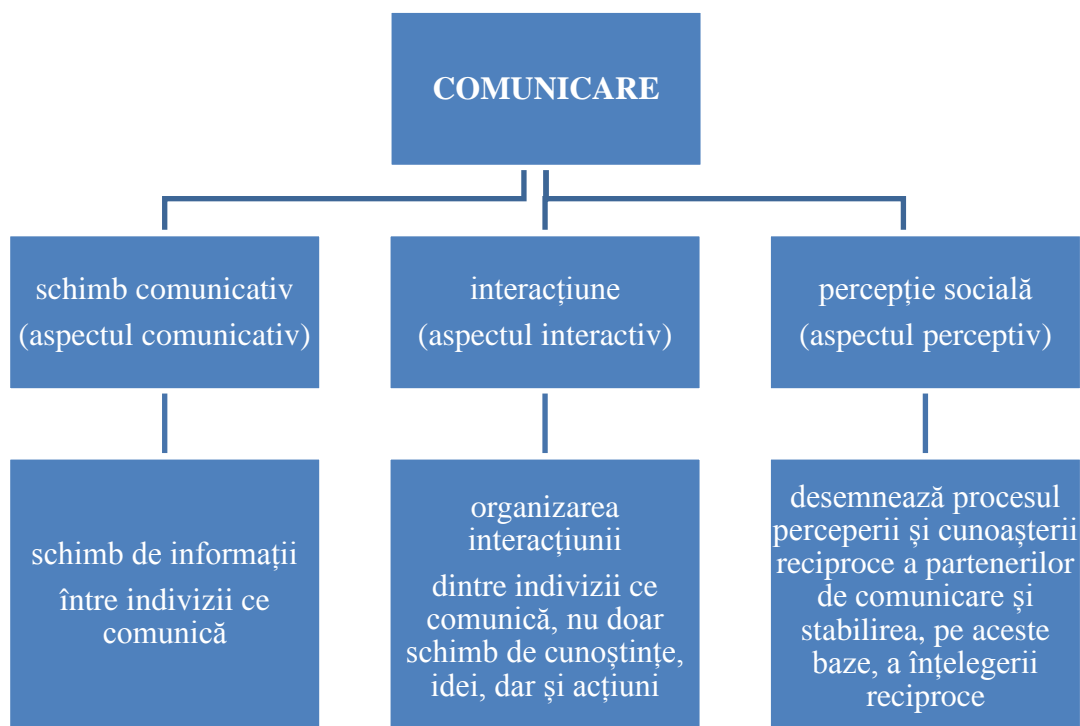 COMUNICARE
schimb comunicativ
(aspectul comunicativ)
interacțiune
(aspectul interactiv)
percepție socială
(aspectul perceptiv)
schimb de informații
între indivizii ce
comunică
organizarea
interacțiunii
dintre indivizii ce
comunică, nu doar
schimb de cunoștințe,
idei, dar și acțiuni
desemnează procesul
perceperii și cunoașterii
reciproce a partenerilor
de comunicare și
stabilirea, pe aceste
baze, a înțelegerii
reciproce